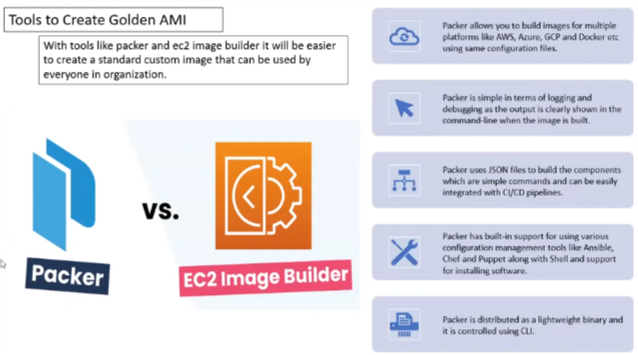 Tools to Create Golden AMI
With tools like packer and ec2 image builder it will be easier
to create a standard custom image that can be used by
everyone in organization.
Packer
vs.
EC2 Image Builder
Packer allows you to build images for multiple
platforms like AWS, Azure, GCP and Docker etc
using same configuration files.
Packer is simple in terms of logging and
debugging as the output is clearly shown in the
command-line when the image is built.
Packer uses JSON files to build the components
which are simple commands and can be easily
integrated with CI/CD pipelines.
Packer has built-in support for using various
configuration management tools like Ansible,
Chef and Puppet along with Shell and support
for installing software.
Packer is distributed as a lightweight binary and
it is controlled using CLI.